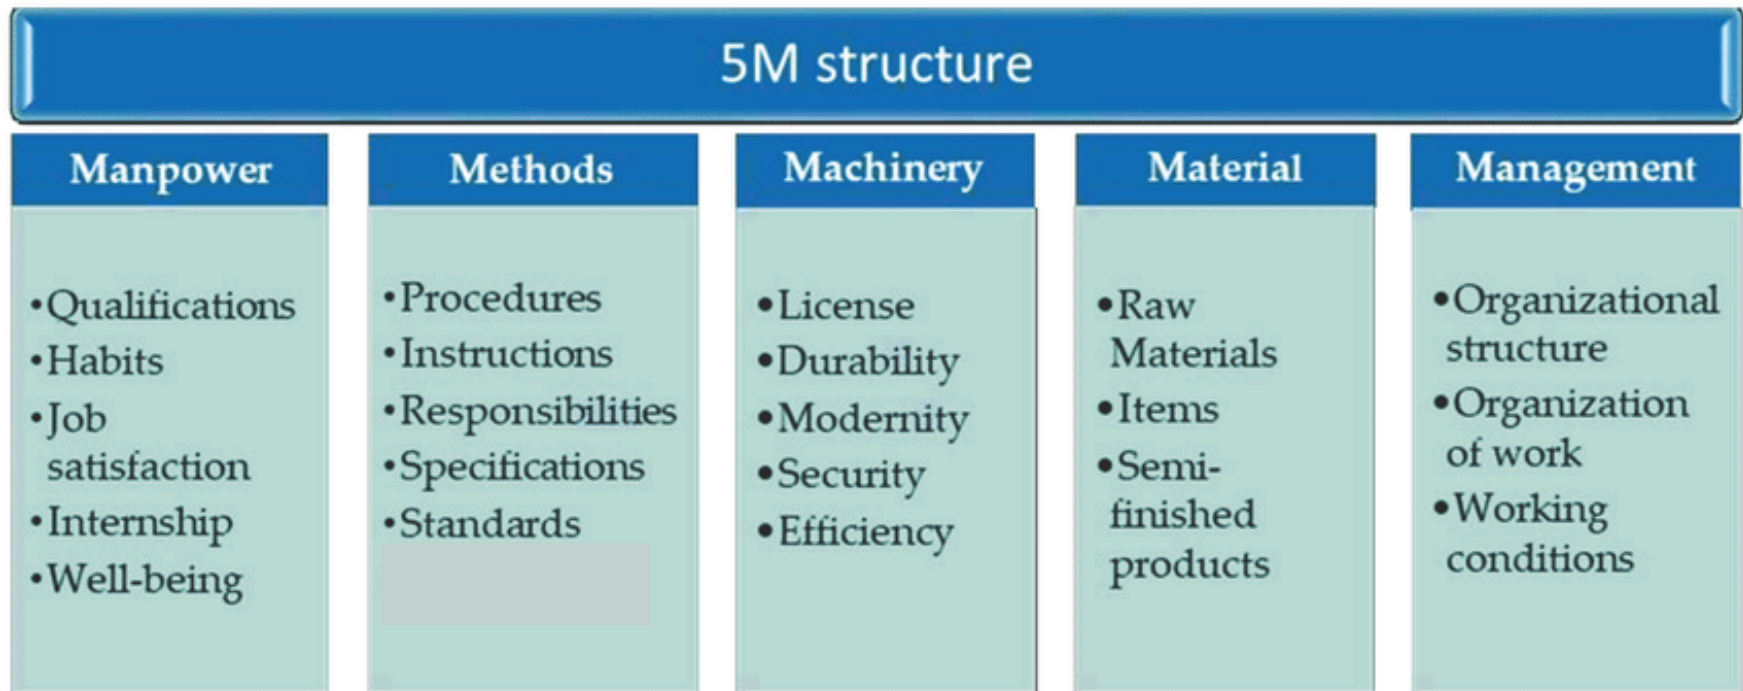 5M structure
Manpower
•Qualifications
•Habits
•Job
satisfaction
•Internship
•Well-being
Methods
•Procedures
•Instructions
•Responsibilities
•Specifications
•Standards
Machinery
•License
•Durability
•Modernity
•Security
•Efficiency
Material
•Raw
Materials
•Items
•Semi-
finished
products
Management
•Organizational
structure
•Organization
of work
•Working
conditions